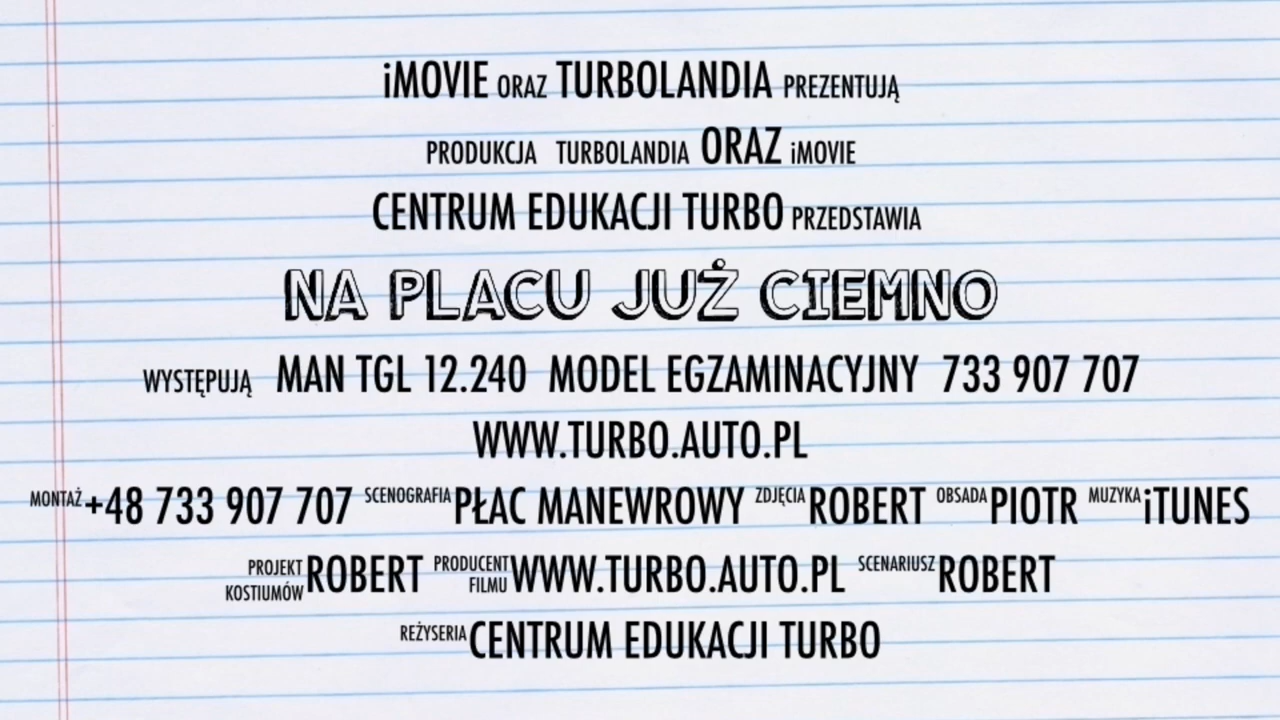 iMOVIE ORAZ TURBOLANDIA PREZENTUJĄ
PRODUKCJA TURBOLANDIA ORAZ iMOVIE
CENTRUM EDUKACJI TURBO PRZEDSTAWIA
NA PLACU JUŻ CIEMNO
WYSTĘPUJĄ MAN TGL 12.240 MODEL EGZAMINACYJNY 733 907 707
WWW.TURBO.AUTO.PL
MONTAŻ +48 733 907 707 SCENOGRAFIA PŁAC MANEWROWY ZDJĘCIA ROBERT OBSADA PIOTR MUZYKA iTUNES
PROJEKT KOSTIUMÓW ROBERT PRODUCENT FILMU WWW.TURBO.AUTO.PL SCENARIUSZ ROBERT
REŻYSERIA CENTRUM EDUKACJI TURBO